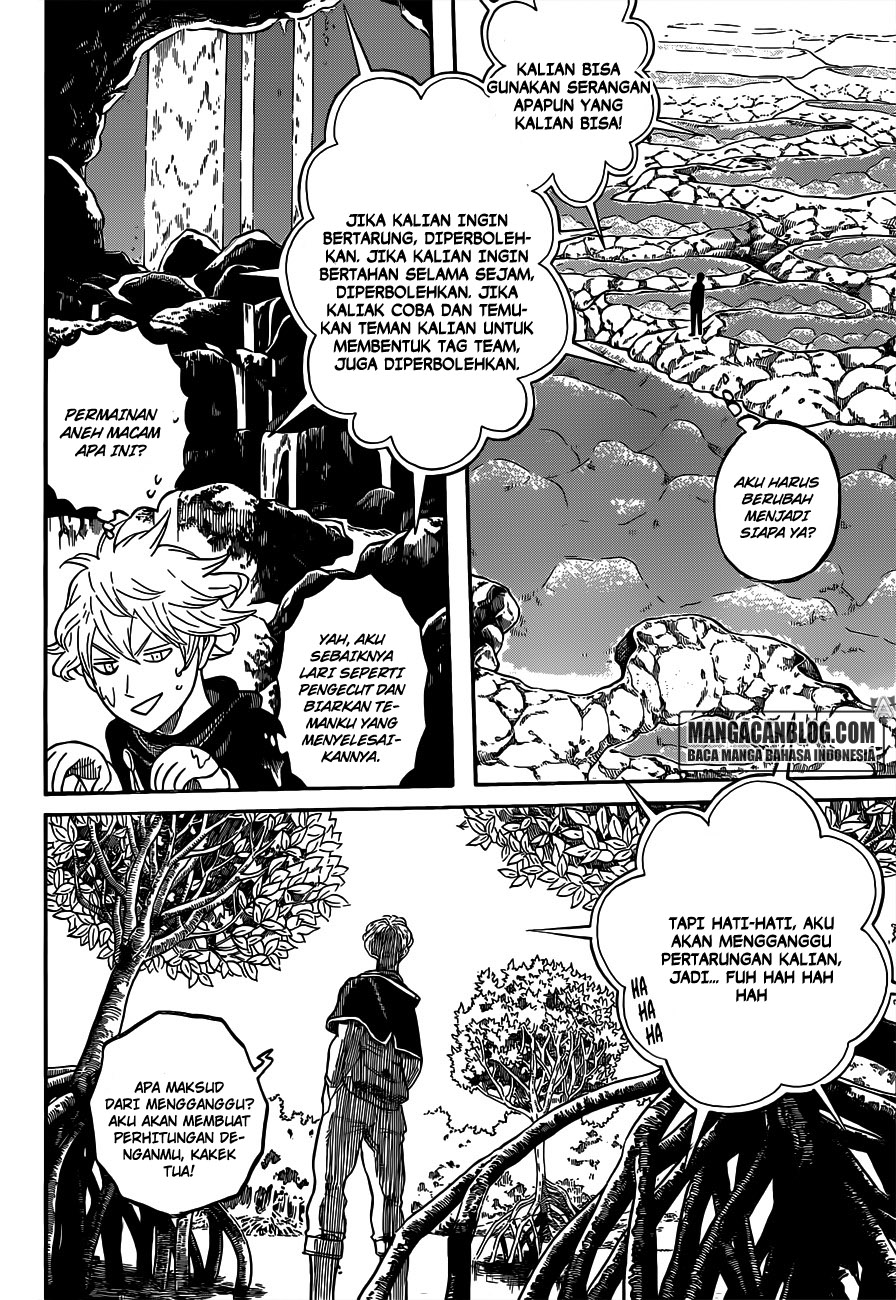 KALIAN BISA
GUNAKAN SERANGAN
APAPUN YANG
KALIAN BISA!
AKU HARUS
BERUBAH
MENJADI
SIAPA YA?
JIKA KALIAN INGIN
BERTARUNG, DIPERBOLEH-
KAN. JIKA KALIAN INGIN
BERTAHAN SELAMA SEJAM,
DIPERBOLEHKAN. JIKA
KALIAK COBA DAN TEMU-
KAN TEMAN KALIAN UNTUK
MEMBENTUK TAG TEAM,
JUGA DIPERBOLEHKAN.
PERMAINAN
ANEH MACAM
APA INI?
YAH, AKU
SEBAIKNYA
LARI SEPERTI
PENGECUT DAN
BIARKAN TE-
MANKU YANG
MENYELESAI-
KANNYA.
MANGACANBLOG.COM
BACA MANGA BAHASA INDONESIA
TAPI HATI-HATI, AKU
AKAN MENGGANGGU
PERTARUNGAN KALIAN,
JADI... FUH HAH HAH
HAH
HA
HA
HA
APA MAKSUD
DARI MENGGANGGU?
AKU AKAN MEMBUAT
PERHITUNGAN DE-
NGANMU, KAKEK
TUA!